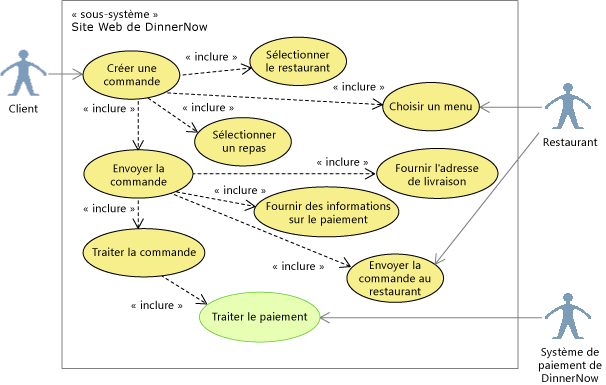 « sous-système »
Site Web de DinnerNow
Client
Créer une
commande
« inclure »
Sélectionner
le restaurant
« inclure »
« inclure »
« inclure »
Choisir un menu
Sélectionner
un repas
Restaurant
Envoyer la
commande
« inclure »
Fournir l'adresse
de livraison
« inclure »
Fournir des informations
sur le paiement
« inclure »
Traiter la commande
« inclure »
Envoyer la
commande au
restaurant
« inclure »
Traiter le paiement
Système de
paiement de
DinnerNow